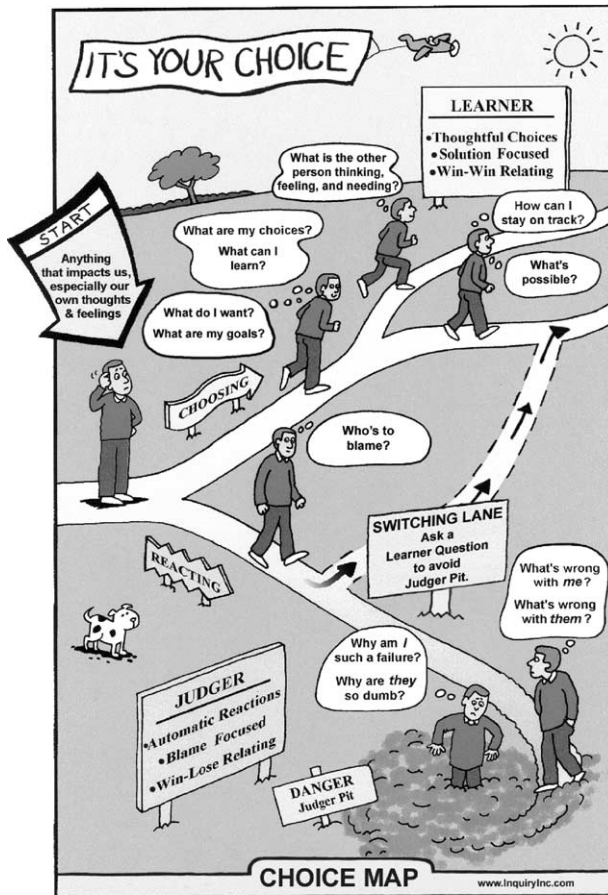 IT'S YOUR CHOICE
LEARNER
•Thoughtful Choices
•Solution Focused
•Win-Win Relating
What is the other
person thinking,
feeling, and needing?
How can I
stay on track?
START
Anything
that impacts us,
especially our
own thoughts
& feelings
What are my choices?
What can I
learn?
What's
possible?
What do I want?
What are my goals?
CHOOSING
Who's to
blame?
SWITCHING LANE
Ask a
Learner Question
to avoid
Judger Pit.
REACTING
What's wrong
with me?
What's wrong
with them?
Why am I
such a failure?
Why are they
so dumb?
JUDGER
•Automatic Reactions
•Blame Focused
•Win-Lose Relating
DANGER
Judger Pit
CHOICE MAP
www.InquiryInc.com